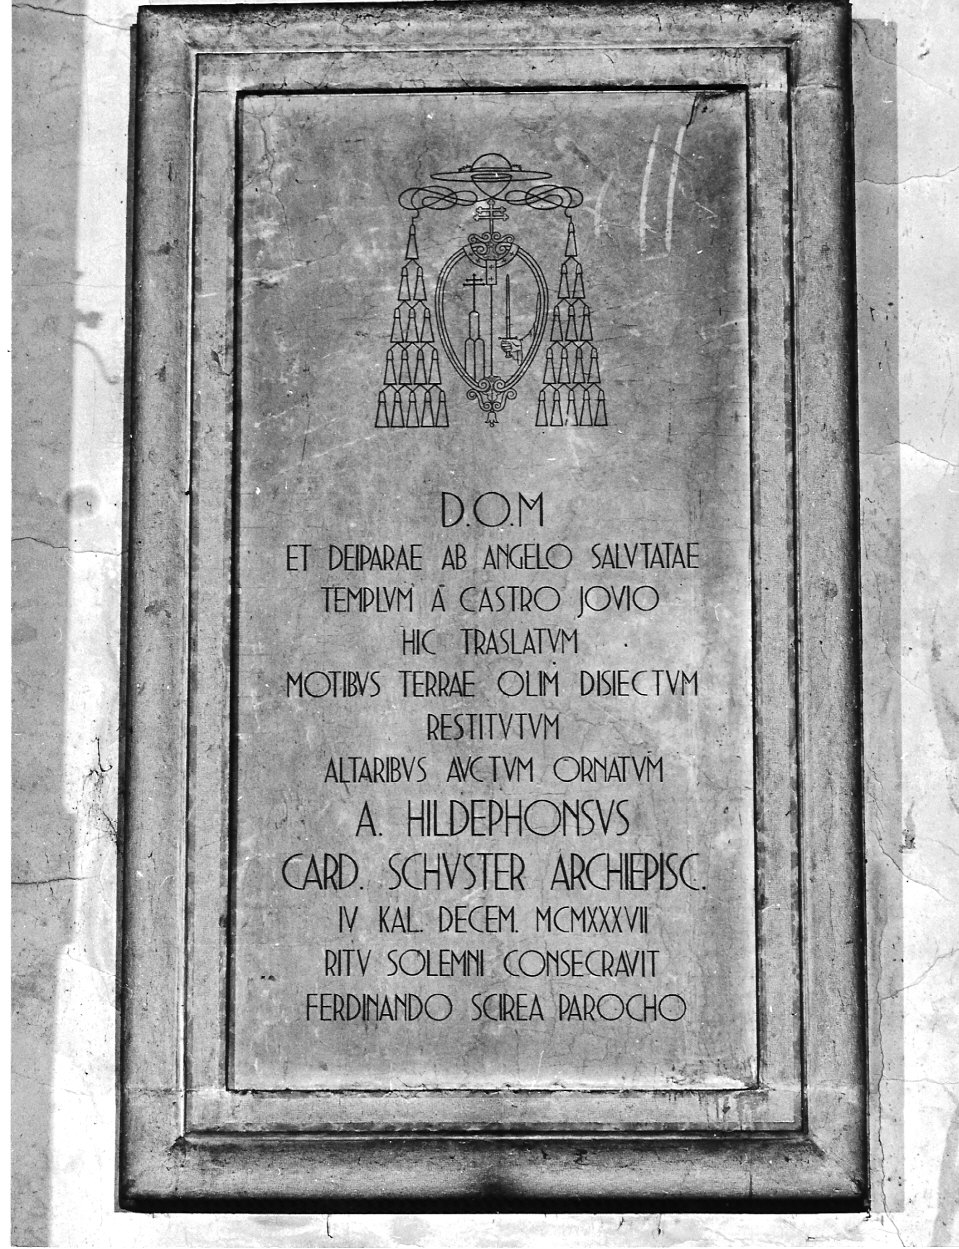 D.O.M
ET DEIPARAE AB ANGELO SALVTATAE
TEMPLVM Ā CASTRO JOVIO
HIC TRASLATVM
MOTIBVS TERRAE OLIM DISIECTVM
RESTITVTVM
ALTARIBVS AVCTVM ORNATVM
A. HILDEPHONSVS
CARD. SCHVSTER ARCHIEPISC.
IV KAL. DECEM. MCMXXXVII
RITV SOLEMNI CONSECRAVIT
FERDINANDO SCIREA PAROCHO